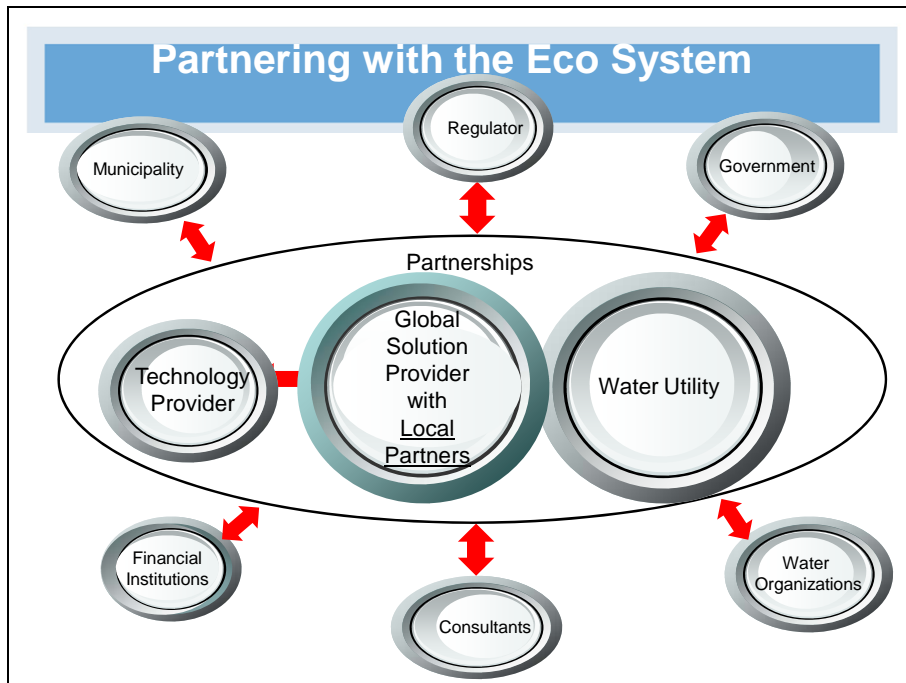 Partnering with the Eco System
Regulator
Municipality
Government
Partnerships
Global
Solution
Provider
with
Local
Partners
Technology
Provider
Water Utility
Financial
Institutions
Water
Organizations
Consultants